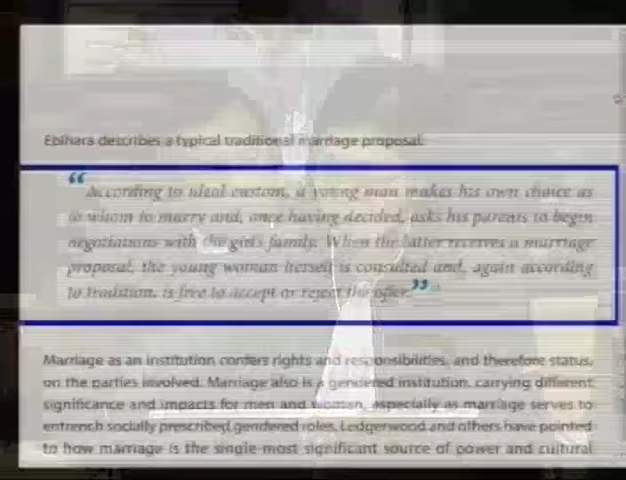 Ebihara describes a typical traditional marriage proposal:
“According to ideal custom, a young man makes his own choice as
to whom to marry and, once having decided, asks his parents to begin
negotiations with the girl's family. When the latter receives a marriage
proposal, the young woman herself is consulted and, again according
to tradition, is free to accept or reject the offer.”
Marriage as an institution confers rights and responsibilities, and therefore status,
on the parties involved. Marriage also is a gendered institution, carrying different
significance and impacts for men and woman, especially as marriage serves to
entrench socially prescribed gendered roles. Ledgerwood and others have pointed
to how marriage is the single most significant source of power and cultural